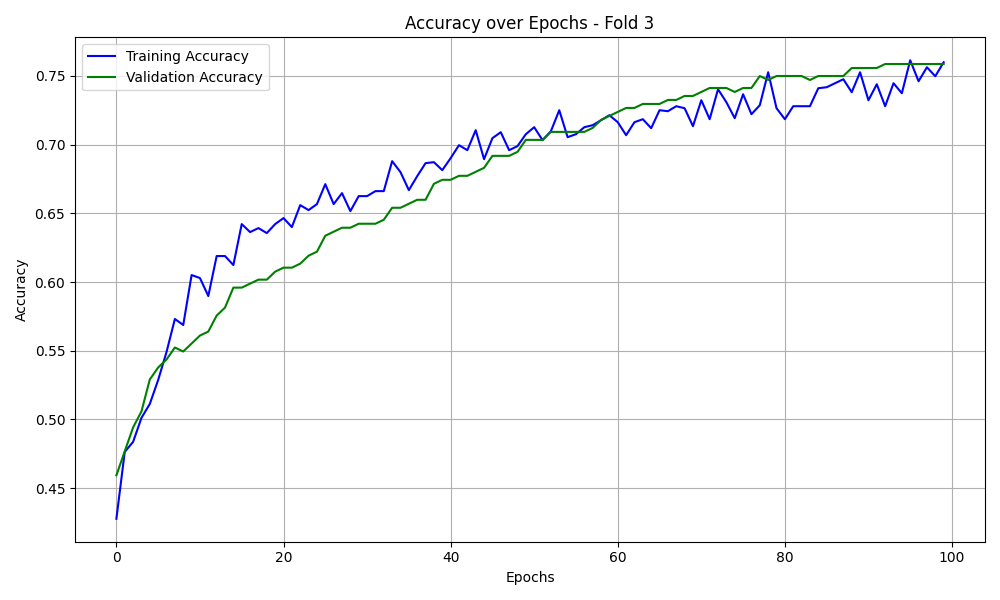 Accuracy over Epochs - Fold 3
Training Accuracy
Validation Accuracy
Accuracy
0.75
0.70
0.65
0.60
0.55
0.50
0.45
0 20 40 60 80 100
Epochs